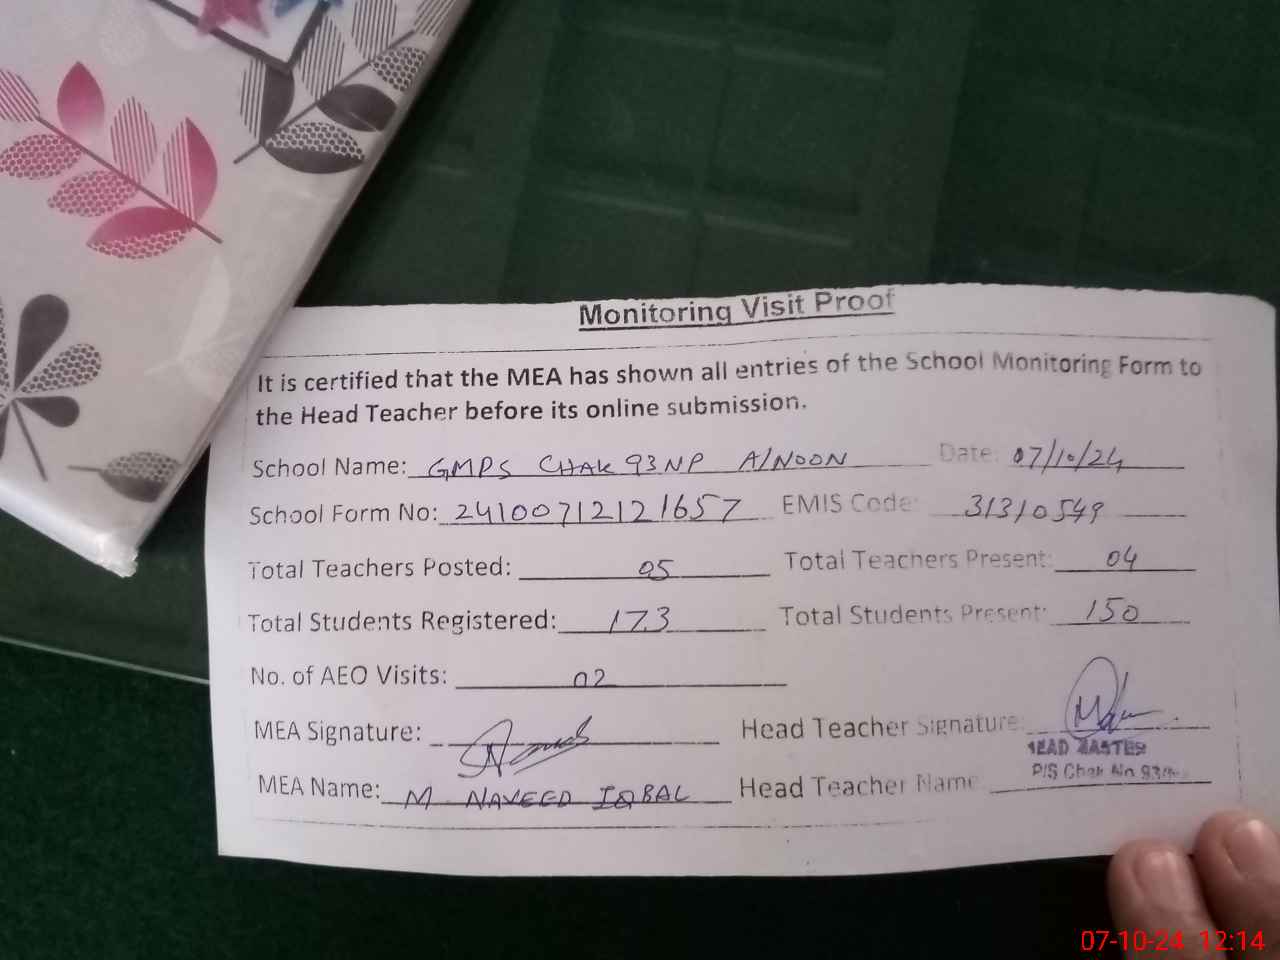 Monitoring Visit Proof
It is certified that the MEA has shown all entries of the School Monitoring Form to
the Head Teacher before its online submission.
School Name: GMPS CHAK 93NP A/NOON Date: 07/10/24
School Form No: 24100712121657 EMIS Code: 31310549
Total Teachers Posted: 05 Total Teachers Present: 04
Total Students Registered: 173 Total Students Present: 150
No. of AEO Visits: 02
MEA Signature: Head Teacher Signature:
HEAD MASTER
P/S Chak No 93/
MEA Name: M NAVEED IQBAL Head Teacher Name
07-10-24 12:14